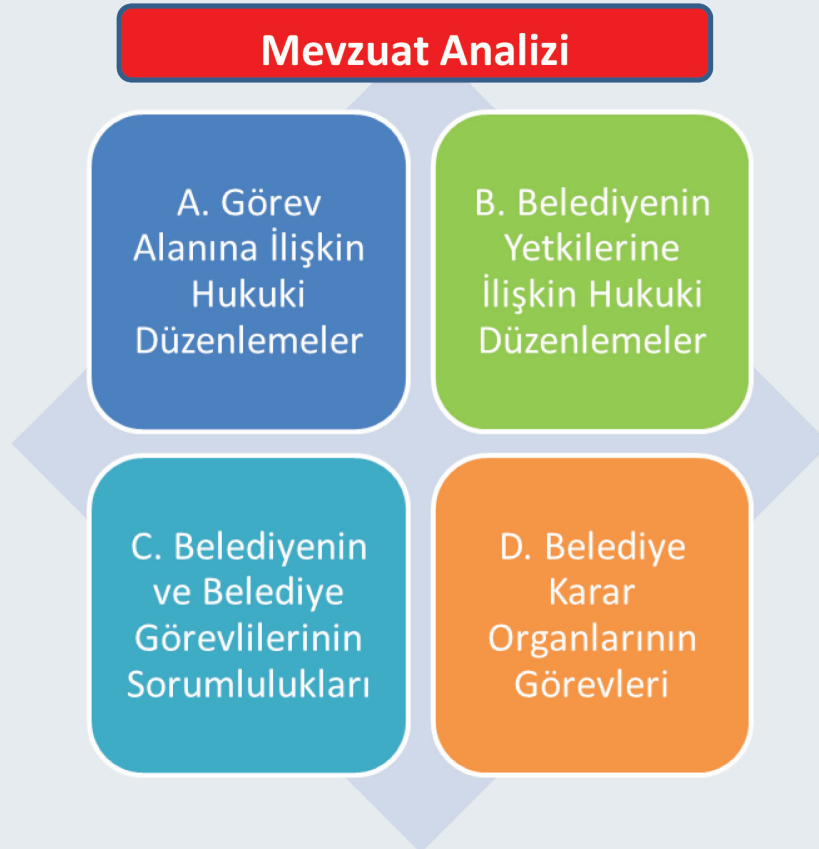 Mevzuat Analizi
A. Görev
Alanına İlişkin
Hukuki
Düzenlemeler
B. Belediyenin
Yetkilerine
İlişkin Hukuki
Düzenlemeler
C. Belediyenin
ve Belediye
Görevlilerinin
Sorumlulukları
D. Belediye
Karar
Organlarının
Görevleri